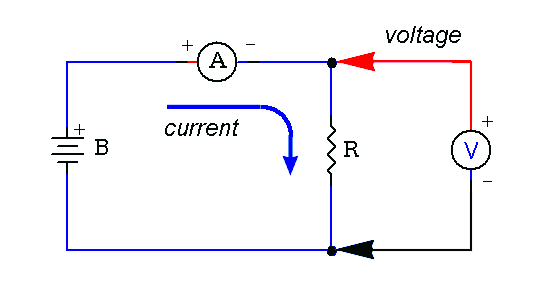 voltage
+ A −
current
+ B
R
+
V
−